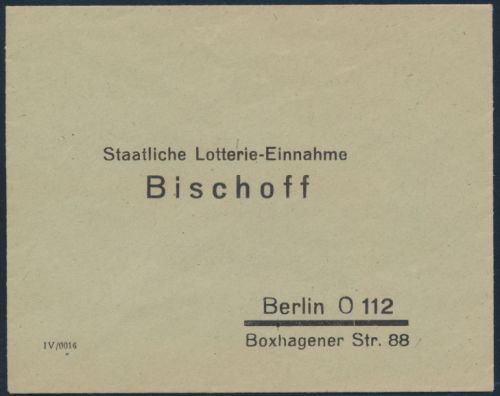 Staatliche Lotterie-Einnahme
Bischoff
Berlin O 112
Boxhagener Str. 88
IV/0016